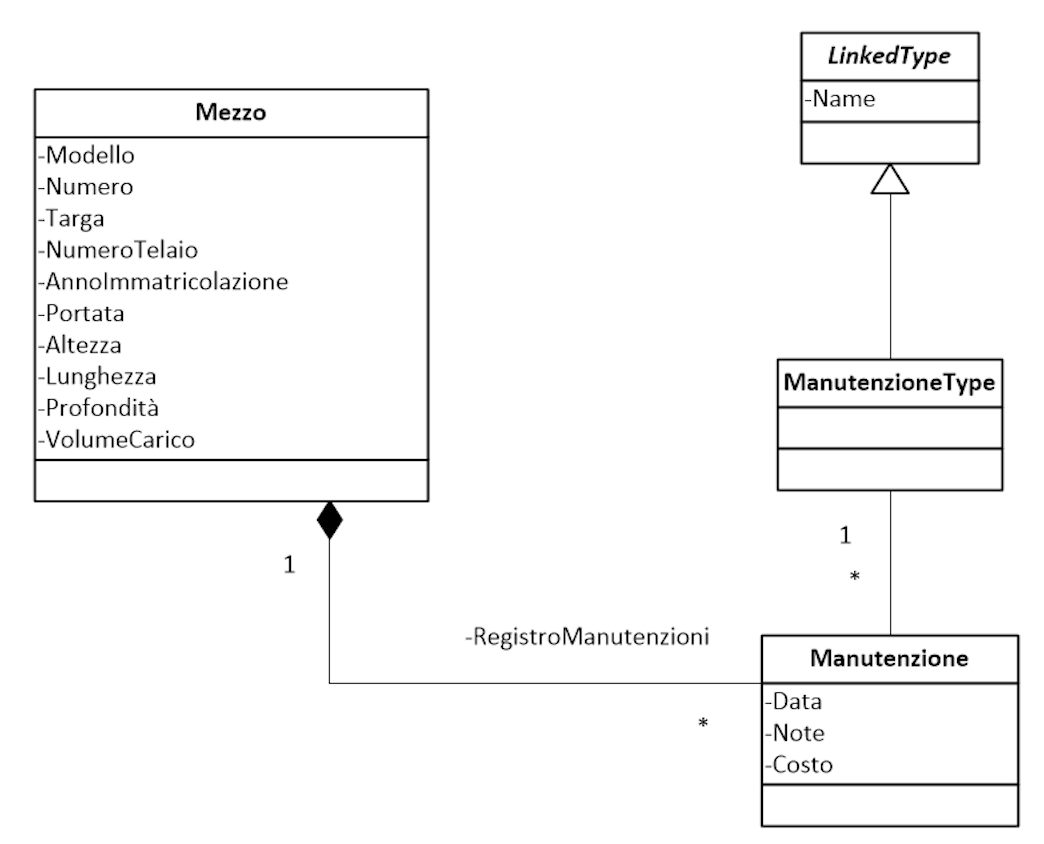 LinkedType
-Name
Mezzo
-Modello
-Numero
-Targa
-NumeroTelaio
-AnnoImmatricolazione
-Portata
-Altezza
-Lunghezza
-Profondità
-VolumeCarico
ManutenzioneType
1
1
*
-RegistroManutenzioni
*
Manutenzione
-Data
-Note
-Costo